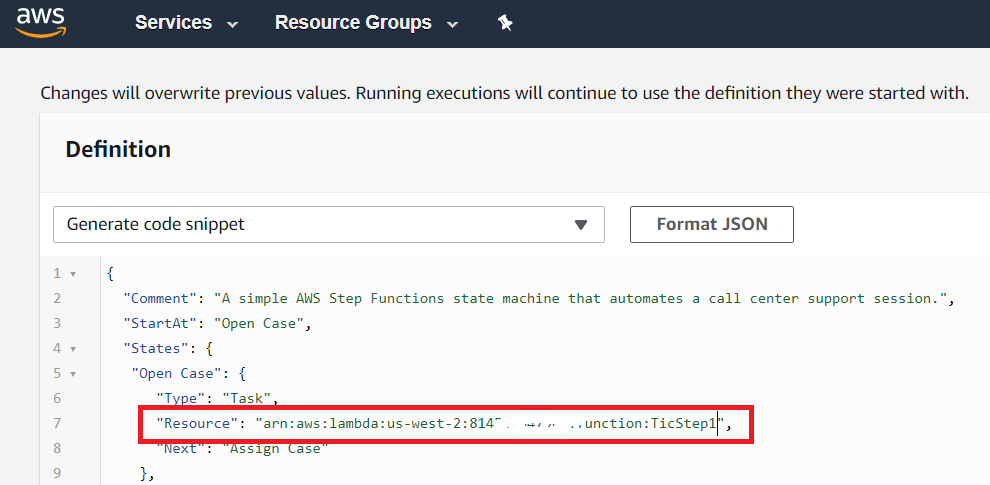 aws
Services
Resource Groups
Changes will overwrite previous values. Running executions will continue to use the definition they were started with.
Definition
Generate code snippet
Format JSON
1 {
2 "Comment": "A simple AWS Step Functions state machine that automates a call center support session.",
3 "StartAt": "Open Case",
4 "States": {
5 "Open Case": {
6 "Type": "Task",
7 "Resource": "arn:aws:lambda:us-west-2:814 unction:TicStep1",
8 "Next": "Assign Case"
9 },